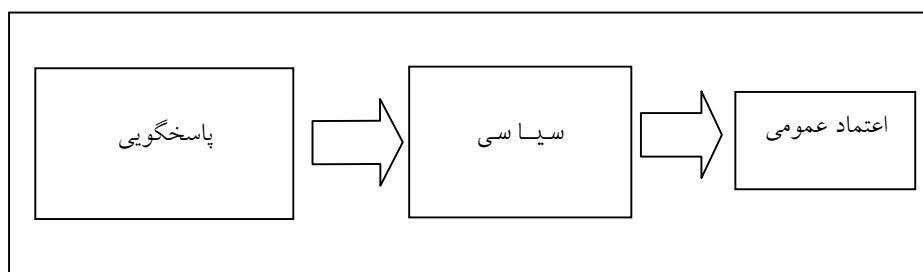 پاسخگویی
سیـا سی
اعتماد عمومی